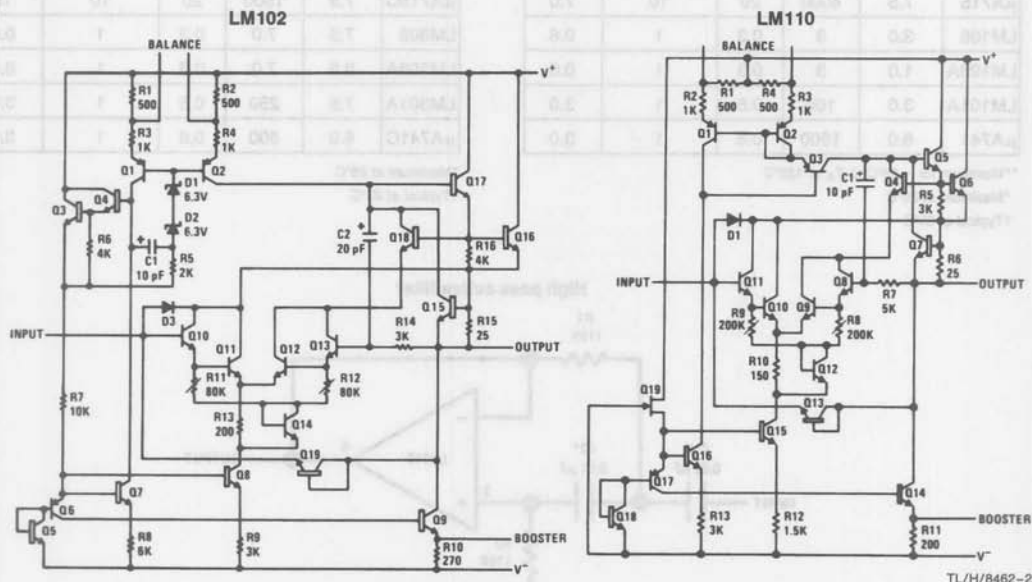 LM102
BALANCE
V+
R1
500
R2
500
R3
1K
R4
1K
Q1
Q2
D1
6.3V
D2
6.3V
Q3
Q4
R6
4K
C1
10 pF
R5
2K
Q17
C2
20 pF
Q18
R16
4K
Q16
Q15
R15
25
D3
INPUT
Q10
Q11
Q12
Q13
R14
3K
OUTPUT
R11
80K
R12
80K
R7
10K
R13
200
Q14
Q19
Q8
Q6
Q7
Q5
R8
6K
R9
3K
Q9
BOOSTER
R10
270
V−
LM110
BALANCE
V+
R2
1K
R1
500
R4
500
R3
1K
Q1
Q2
Q3
Q5
C1
10 pF
Q4
R5
3K
Q6
D1
Q7
R6
25
INPUT
Q11
Q10
Q9
Q8
R7
5K
OUTPUT
R9
200K
R8
200K
R10
150
Q12
Q13
Q19
Q15
Q16
Q17
Q18
Q14
R13
3K
R12
1.5K
R11
200
BOOSTER
V−
TL/H/8462-2